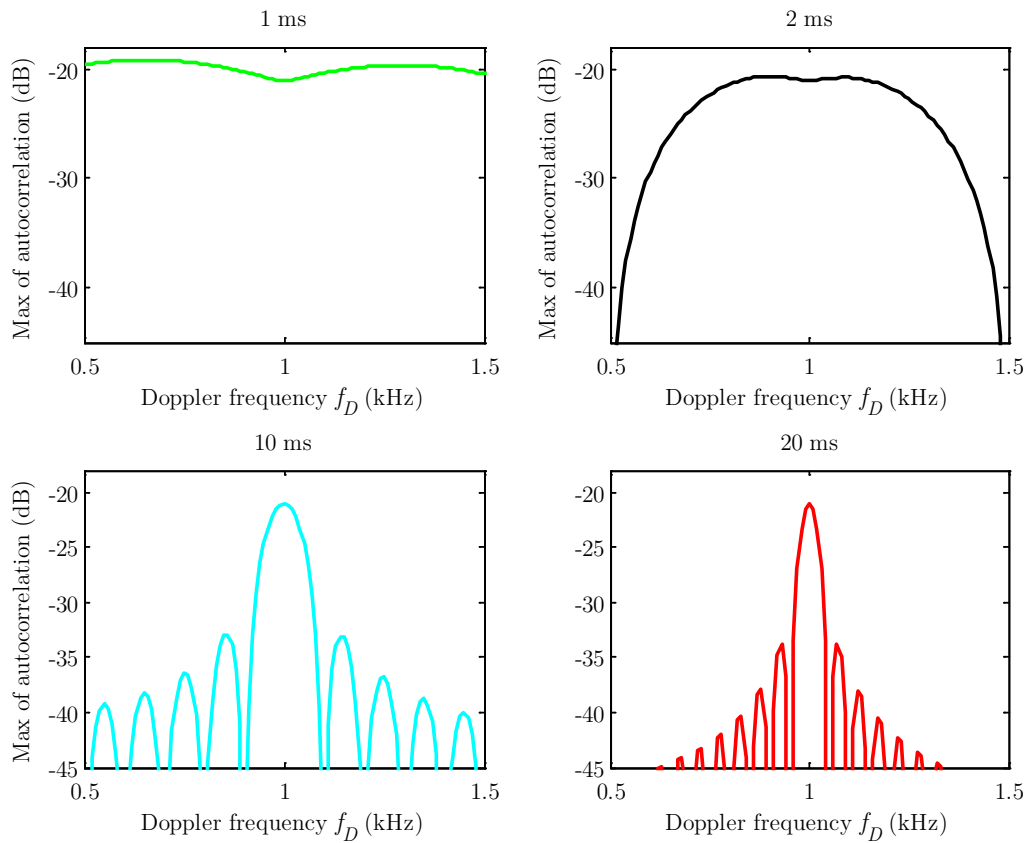 1 ms
Max of autocorrelation (dB)
-20
-30
-40
0.5 1 1.5
Doppler frequency f_D (kHz)
2 ms
Max of autocorrelation (dB)
-20
-30
-40
0.5 1 1.5
Doppler frequency f_D (kHz)
10 ms
Max of autocorrelation (dB)
-20
-25
-30
-35
-40
-45
0.5 1 1.5
Doppler frequency f_D (kHz)
20 ms
-20
-25
-30
-35
-40
-45
0.5 1 1.5
Doppler frequency f_D (kHz)